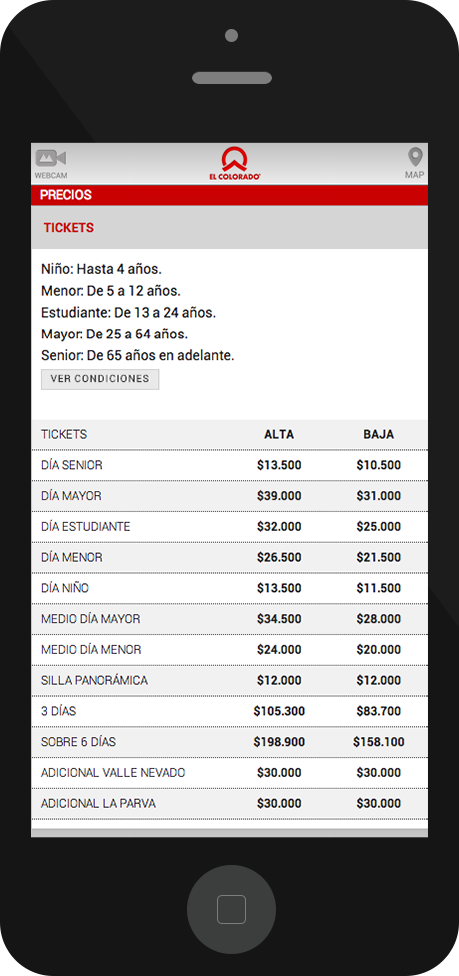 WEBCAM
EL COLORADO
MAP
PRECIOS
TICKETS
Niño: Hasta 4 años.
Menor: De 5 a 12 años.
Estudiante: De 13 a 24 años.
Mayor: De 25 a 64 años.
Senior: De 65 años en adelante.
VER CONDICIONES
TICKETS ALTA BAJA
DÍA SENIOR $13.500 $10.500
DÍA MAYOR $39.000 $31.000
DÍA ESTUDIANTE $32.000 $25.000
DÍA MENOR $26.500 $21.500
DÍA NIÑO $13.500 $11.500
MEDIO DÍA MAYOR $34.500 $28.000
MEDIO DÍA MENOR $24.000 $20.000
SILLA PANORÁMICA $12.000 $12.000
3 DÍAS $105.300 $83.700
SOBRE 6 DÍAS $198.900 $158.100
ADICIONAL VALLE NEVADO $30.000 $30.000
ADICIONAL LA PARVA $30.000 $30.000